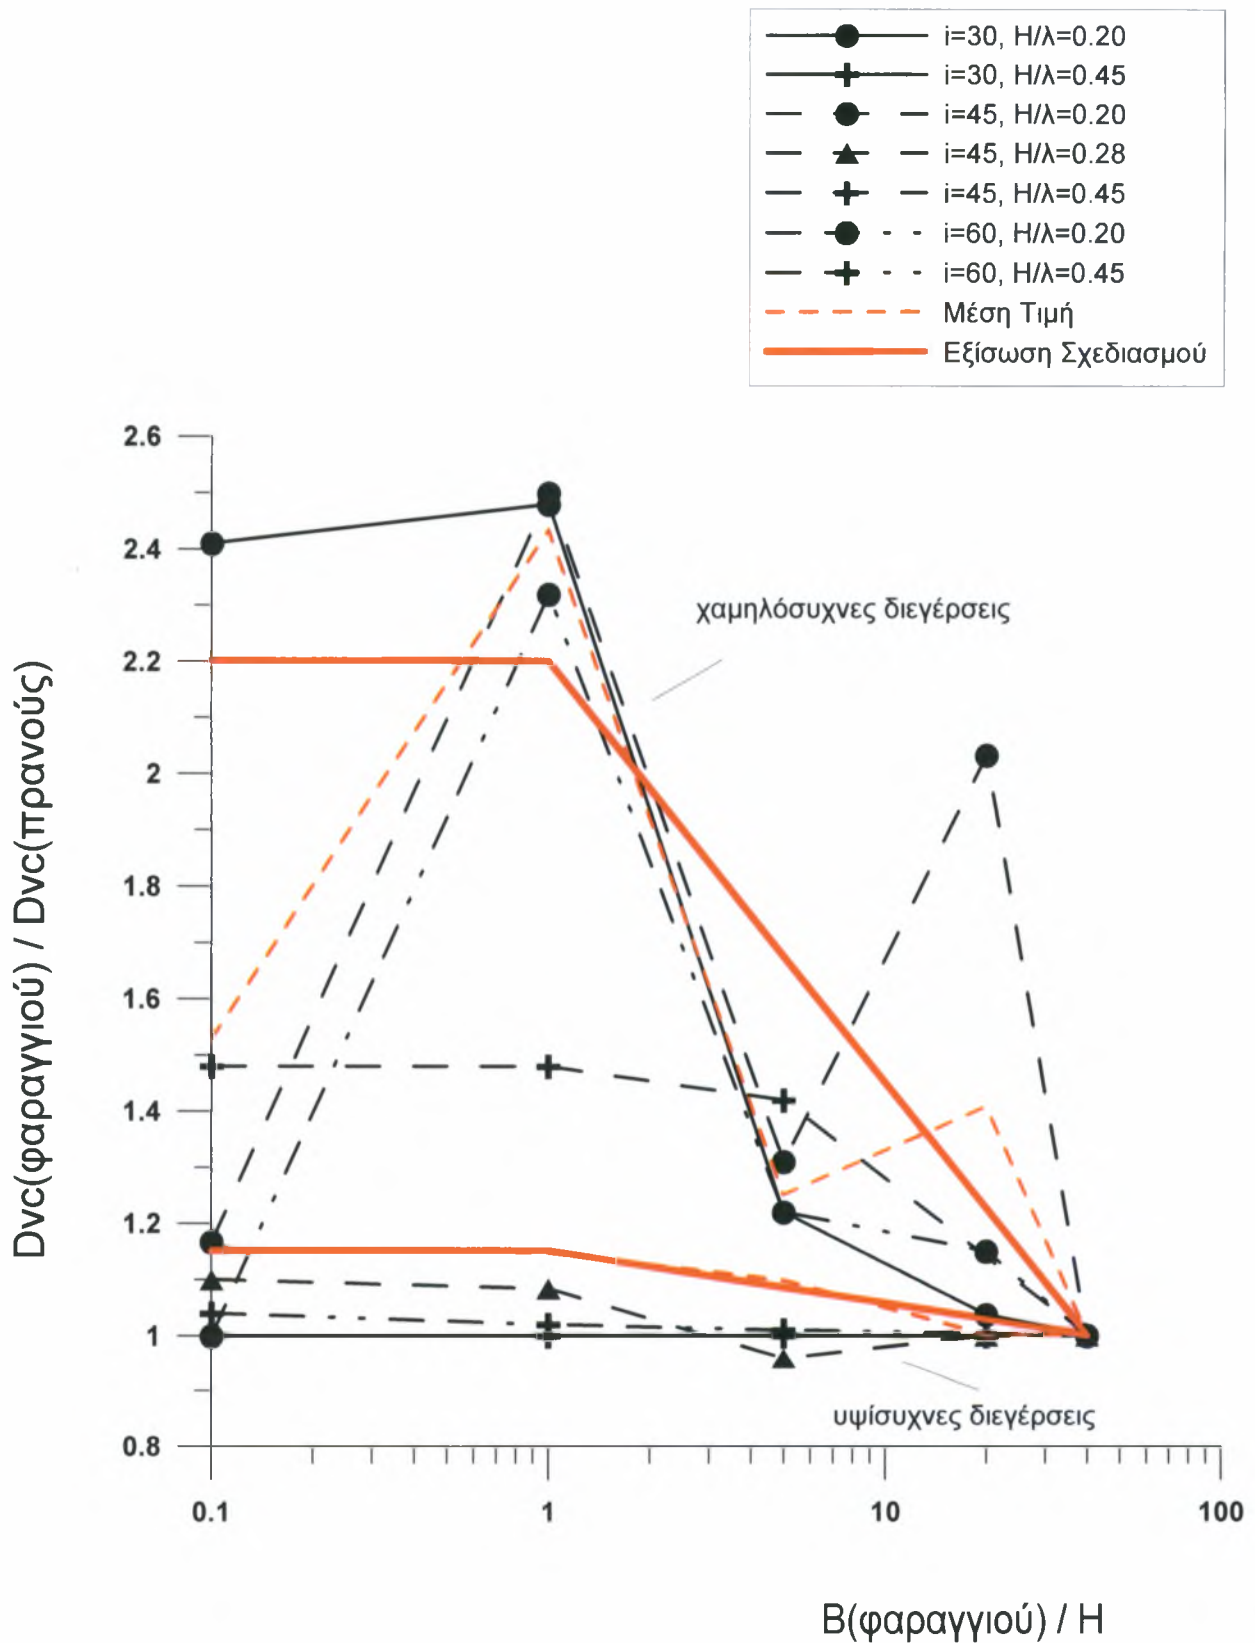 i=30, H/λ=0.20
i=30, H/λ=0.45
i=45, H/λ=0.20
i=45, H/λ=0.28
i=45, H/λ=0.45
i=60, H/λ=0.20
i=60, H/λ=0.45
Μέση Τιμή
Εξίσωση Σχεδιασμού
2.6
2.4
2.2
2
1.8
1.6
1.4
1.2
1
0.8
Dvc(φαραγγιού) / Dvc(πρανούς)
χαμηλόσυχνες διεγέρσεις
υψίσυχνες διεγέρσεις
0.1
1
10
100
B(φαραγγιού) / H